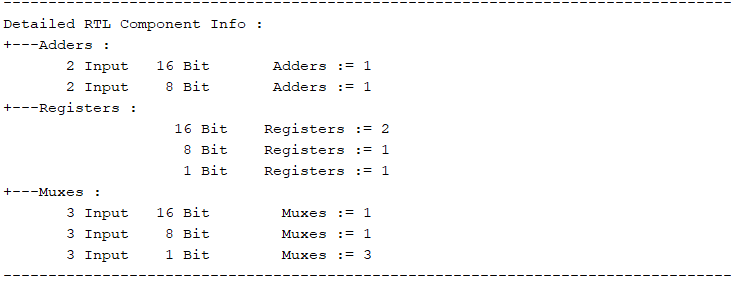 ---------------------------------------------------------------------------------
Detailed RTL Component Info :
+---Adders :
       2 Input   16 Bit       Adders := 1
       2 Input    8 Bit       Adders := 1
+---Registers :
                   16 Bit    Registers := 2
                    8 Bit    Registers := 1
                    1 Bit    Registers := 1
+---Muxes :
       3 Input   16 Bit        Muxes := 1
       3 Input    8 Bit        Muxes := 1
       3 Input    1 Bit        Muxes := 3
---------------------------------------------------------------------------------